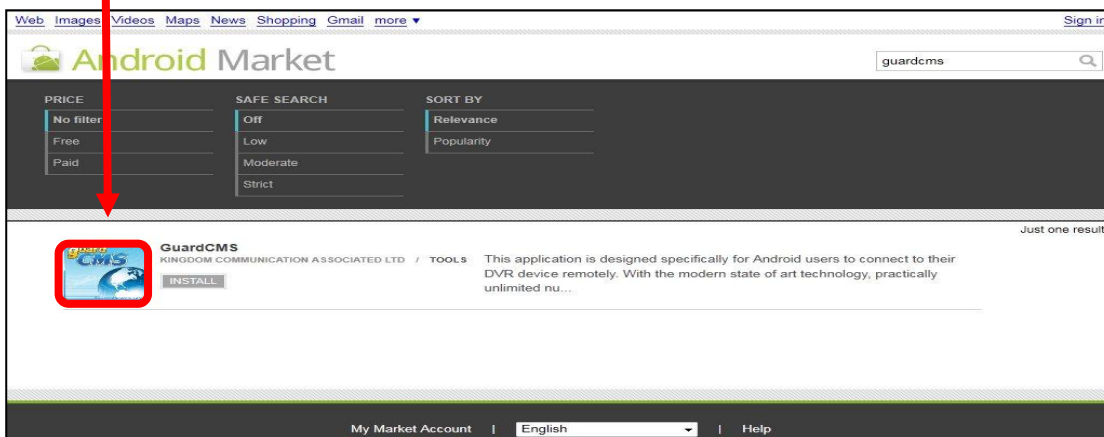 Web Images Videos Maps News Shopping Gmail more ▼ Sign in
Android Market
guardcms
PRICE SAFE SEARCH SORT BY
No filter Off Relevance
Free Low Popularity
Paid Moderate
Strict
Just one result
guard
CMS
GuardCMS
KINGDOM COMMUNICATION ASSOCIATED LTD / TOOLS
INSTALL
This application is designed specifically for Android users to connect to their
DVR device remotely. With the modern state of art technology, practically
unlimited nu...
My Market Account | English | Help